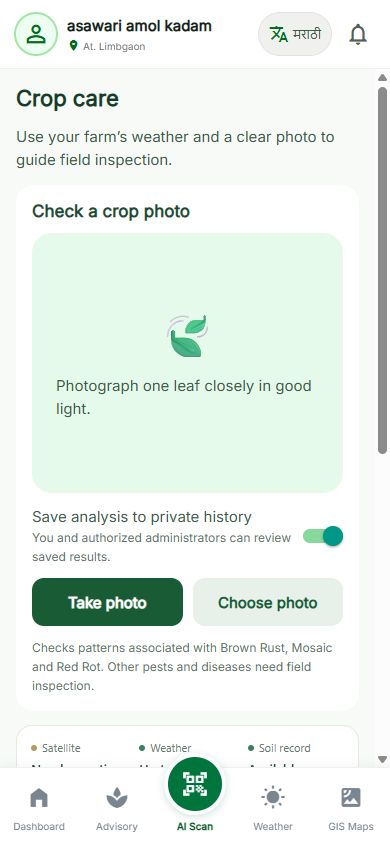 asawari amol kadam
At. Limbgaon
मराठी
Crop care
Use your farm's weather and a clear photo to
guide field inspection.
Check a crop photo
Photograph one leaf closely in good
light.
Save analysis to private history
You and authorized administrators can review
saved results.
Take photo
Choose photo
Checks patterns associated with Brown Rust, Mosaic
and Red Rot. Other pests and diseases need field
inspection.
Satellite
Weather
Soil record
Dashboard
Advisory
AI Scan
Weather
GIS Maps